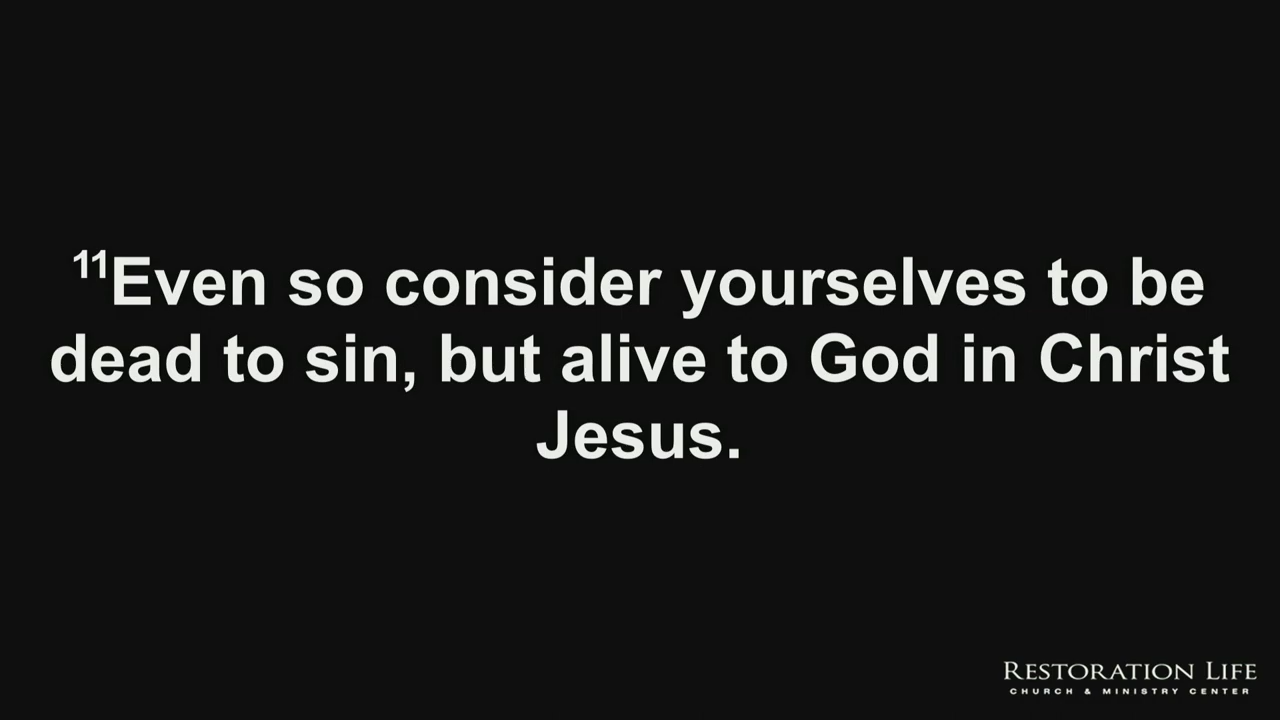 11Even so consider yourselves to be
dead to sin, but alive to God in Christ
Jesus.
RESTORATION LIFE
CHURCH & MINISTRY CENTER